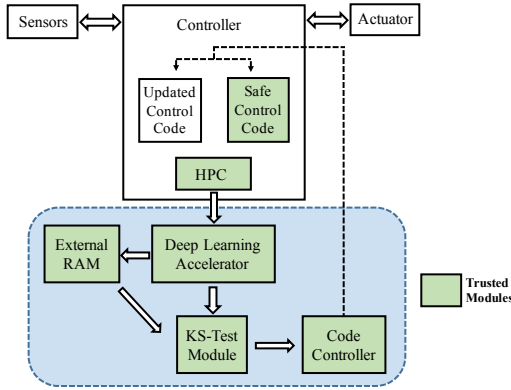 Sensors
Controller
Actuator
Updated
Control
Code
Safe
Control
Code
HPC
External
RAM
Deep Learning
Accelerator
Trusted
Modules
KS-Test
Module
Code
Controller